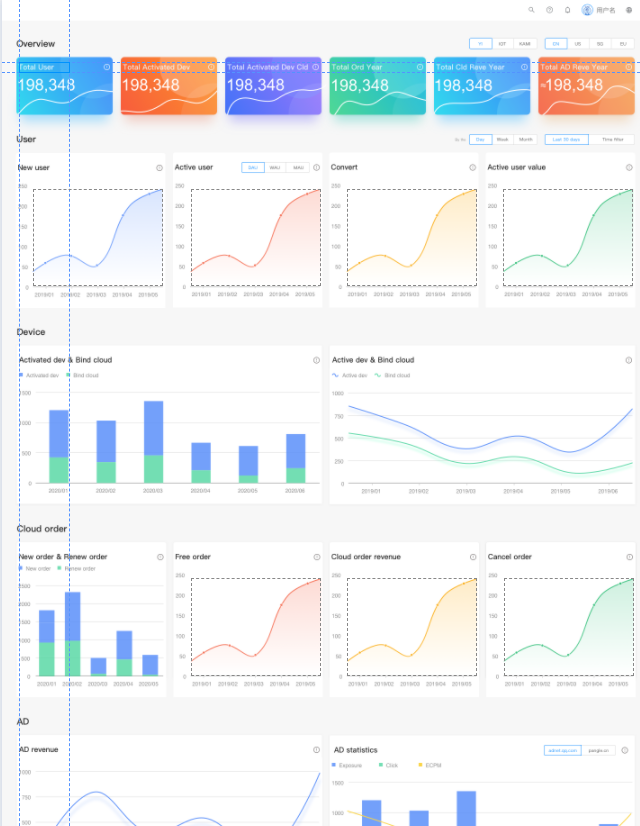 用户名
Overview
YI IOT KAMI EN US SG EU
Total User
Total Activated Dev
Total Activated Dev Cld
Total Ord Year
Total Cld Reve Year
Total AD Reve Year
198,348
198,348
198,348
198,348
198,348
198,348
User
Day Week Month Last 30 days Time filter
New user
Active user
DAU WAU MAU
Convert
Active user value
250 250 250 250
200 200 200 200
150 150 150 150
100 100 100 100
50 50 50 50
0 0 0 0
2019/01 2019/02 2019/03 2019/04 2019/05
2019/01 2019/02 2019/03 2019/04 2019/05
2019/01 2019/02 2019/03 2019/04 2019/05
2019/01 2019/02 2019/03 2019/04 2019/05
Device
Activated dev & Bind cloud
Activated dev Bind cloud
1500
1000
500
0
2020/01 2020/02 2020/03 2020/04 2020/05 2020/06
Active dev & Bind cloud
Active dev Bind cloud
1000
750
500
250
0
2019/01 2019/02 2019/03 2019/04 2019/05 2019/06
Cloud order
New order & Renew order
New order Renew order
0
2020/01 2020/02 2020/03 2020/04 2020/05
Free order
Cloud order revenue
Cancel order
250 250 250
200 200 200
150 150 150
100 100 100
50 50 50
0 0 0
2019/01 2019/02 2019/03 2019/04 2019/05
2019/01 2019/02 2019/03 2019/04 2019/05
2019/01 2019/02 2019/03 2019/04 2019/05
AD
AD revenue
1000
750
500
AD statistics
adnet.qq.com pangle.cn
Exposure Click ECPM
1500
1000